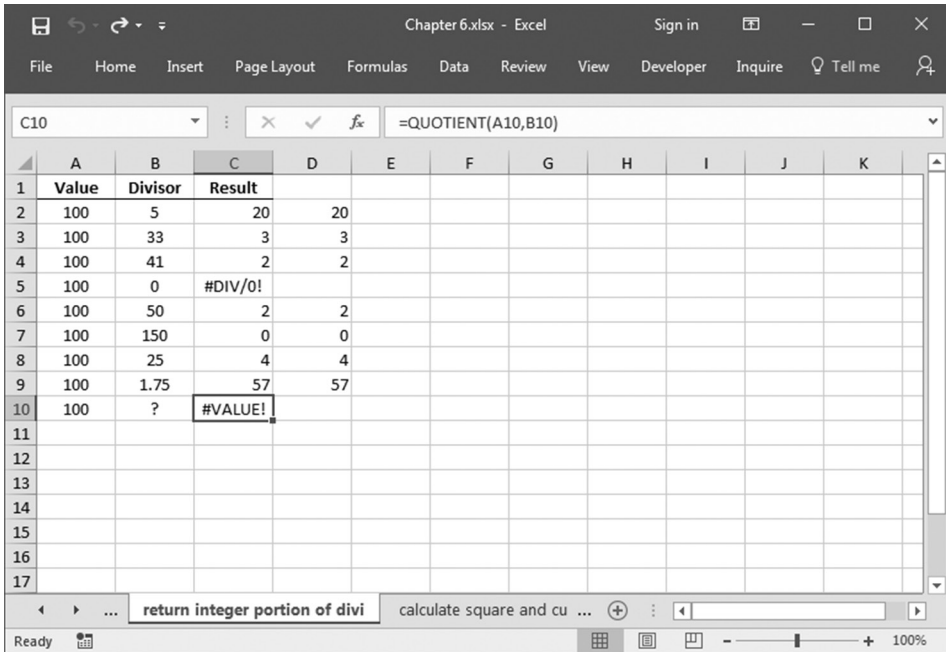 Chapter 6.xlsx - Excel
Sign in
File Home Insert Page Layout Formulas Data Review View Developer Inquire Tell me
C10 fx =QUOTIENT(A10,B10)
A B C D E F G H I J K
1 Value Divisor Result
2 100 5 20 20
3 100 33 3 3
4 100 41 2 2
5 100 0 #DIV/0!
6 100 50 2 2
7 100 150 0 0
8 100 25 4 4
9 100 1.75 57 57
10 100 ? #VALUE!
11
12
13
14
15
16
17
... return integer portion of divi calculate square and cu ...
Ready 100%